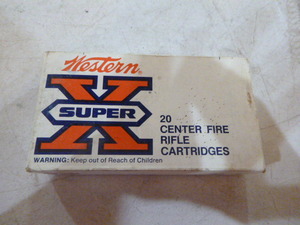 Western
X
SUPER
20
CENTER FIRE
RIFLE
CARTRIDGES
WARNING: Keep out of Reach of Children